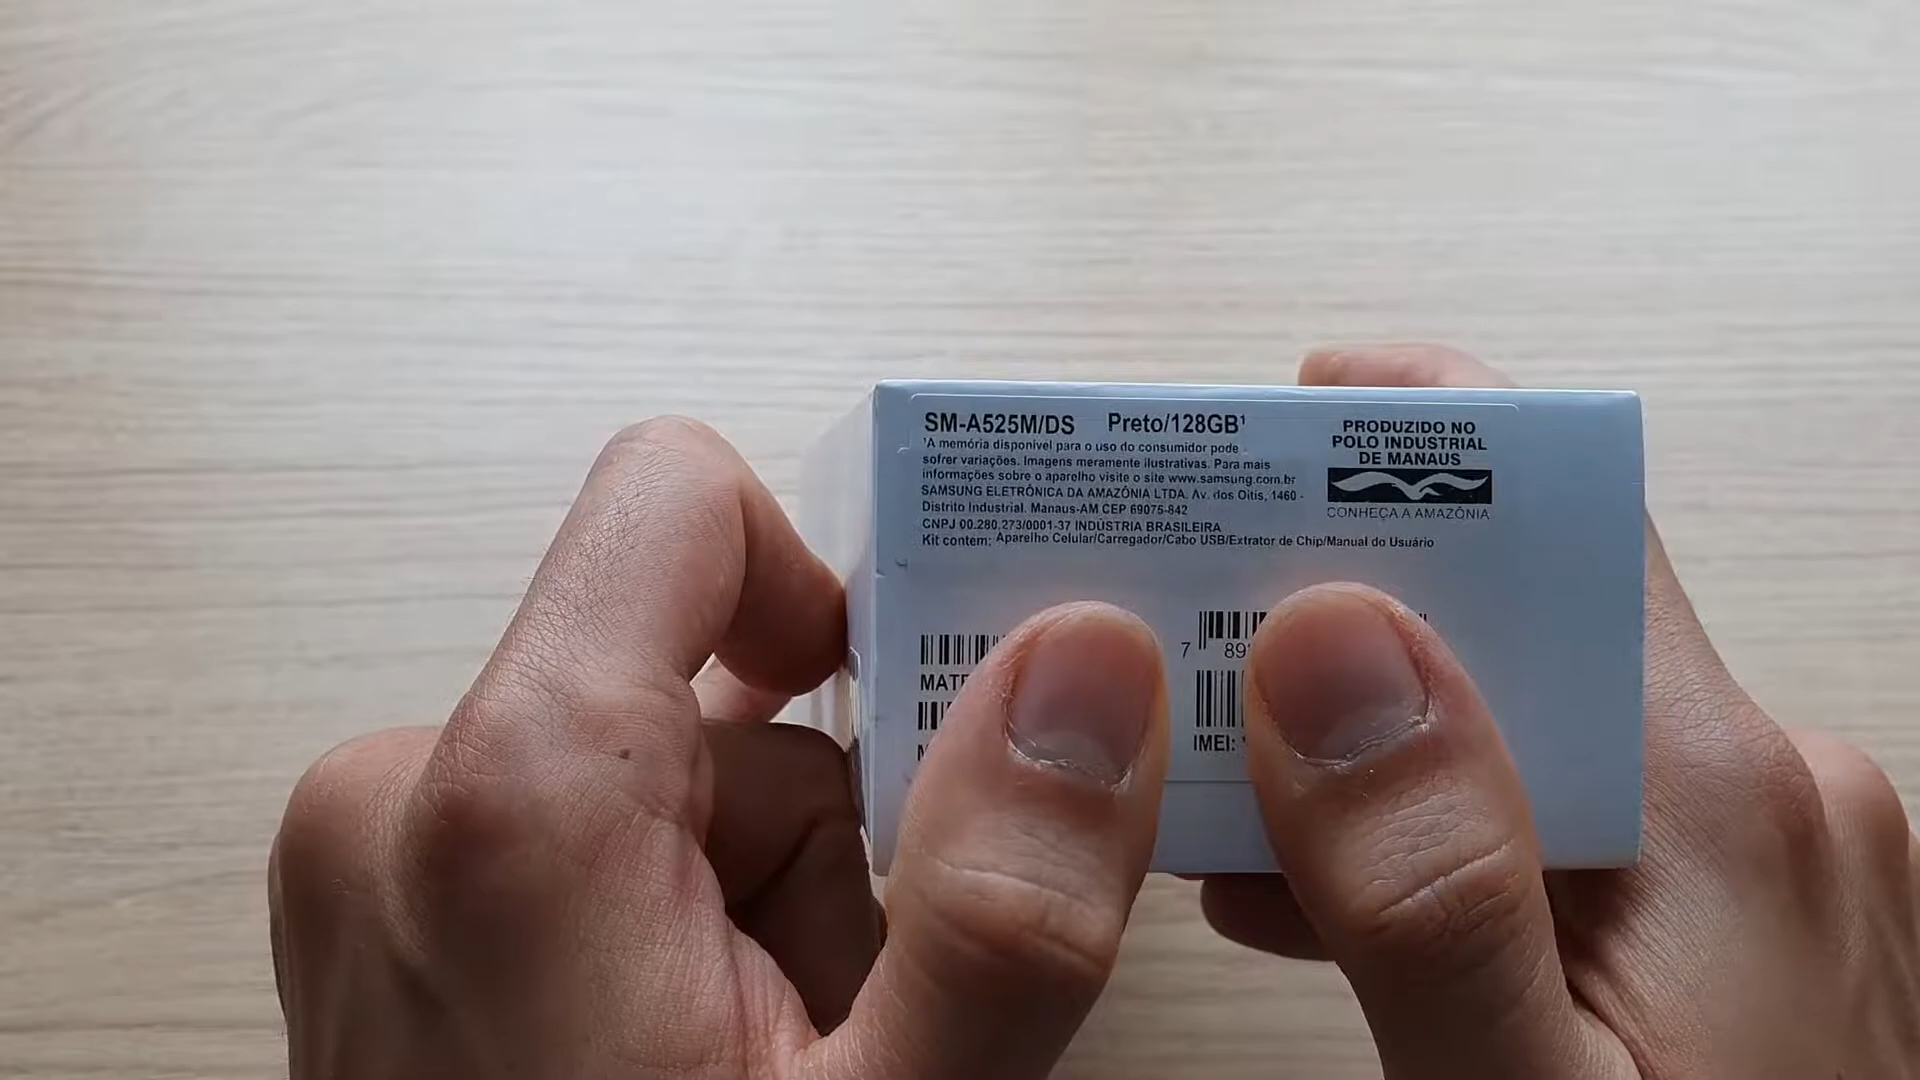 SM-A525M/DS Preto/128GB¹
¹A memória disponível para o uso do consumidor pode
sofrer variações. Imagens meramente ilustrativas. Para mais
informações sobre o aparelho visite o site www.samsung.com.br
SAMSUNG ELETRÔNICA DA AMAZÔNIA LTDA. Av. dos Oitis, 1460 -
Distrito Industrial. Manaus-AM CEP 69075-842
CNPJ 00.280.273/0001-37 INDÚSTRIA BRASILEIRA
Kit contem: Aparelho Celular/Carregador/Cabo USB/Extrator de Chip/Manual do Usuário
PRODUZIDO NO
POLO INDUSTRIAL
DE MANAUS
CONHEÇA A AMAZÔNIA
7 89
IMEI: